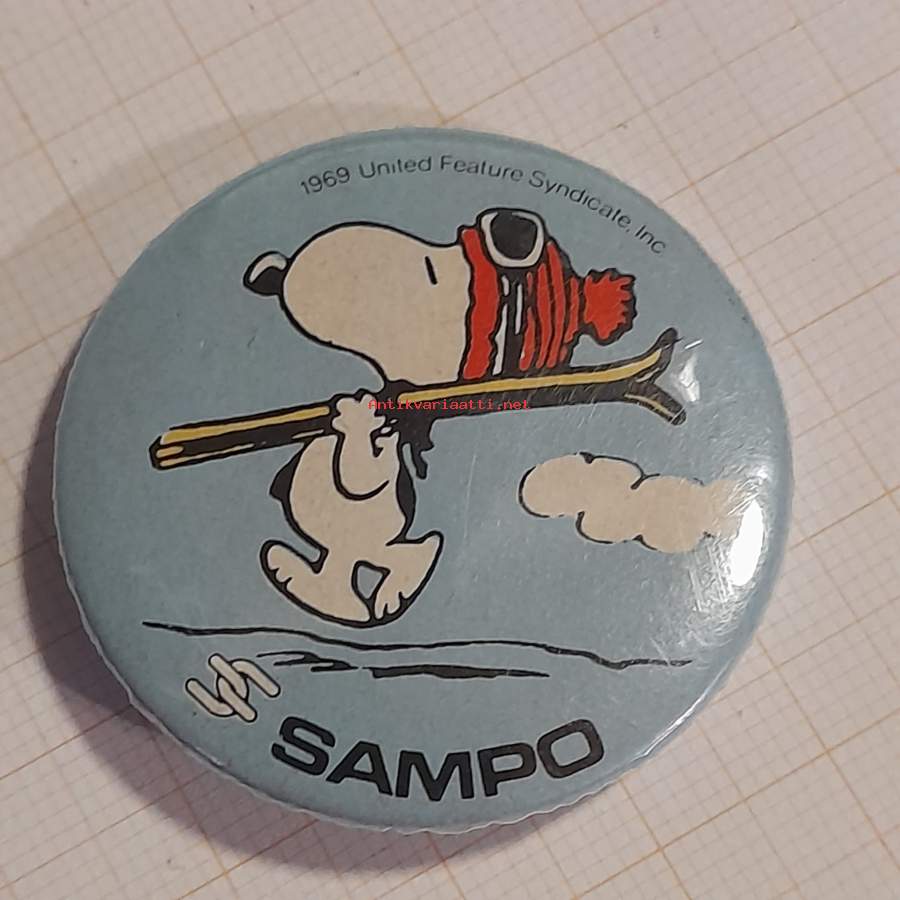 1969 United Feature Syndicate, Inc
Antikvariaatti.net
SAMPO